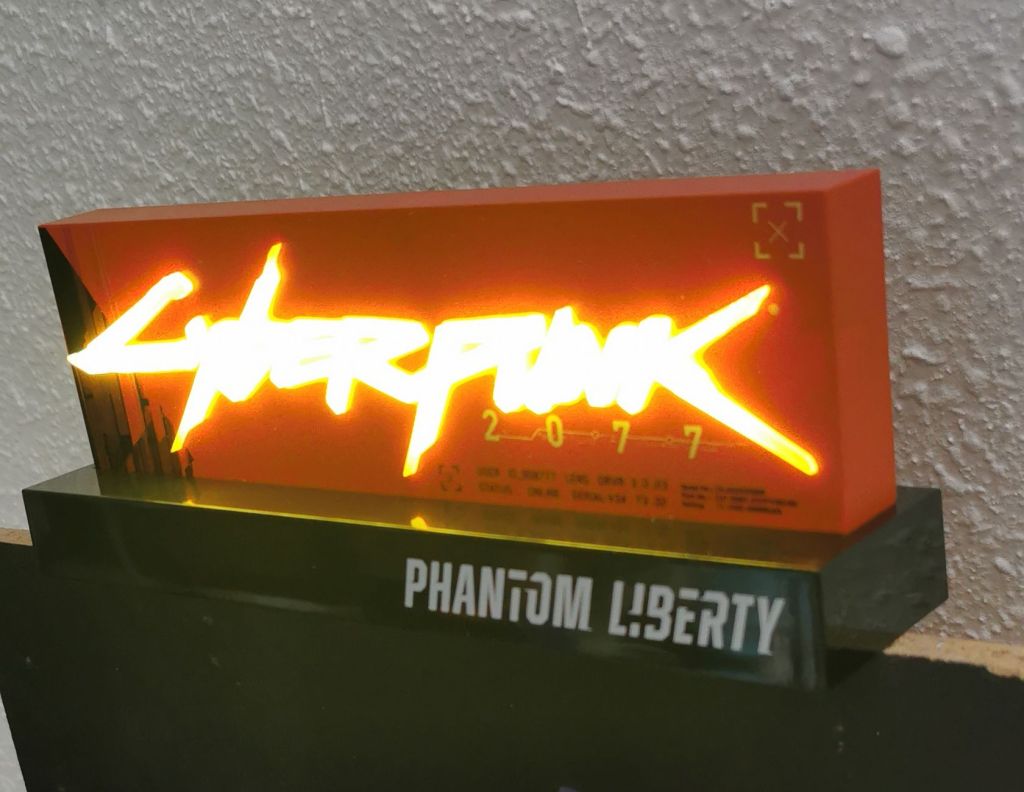 CYBERPUNK
2077
STATUS ONLINE
PHANTOM LIBERTY